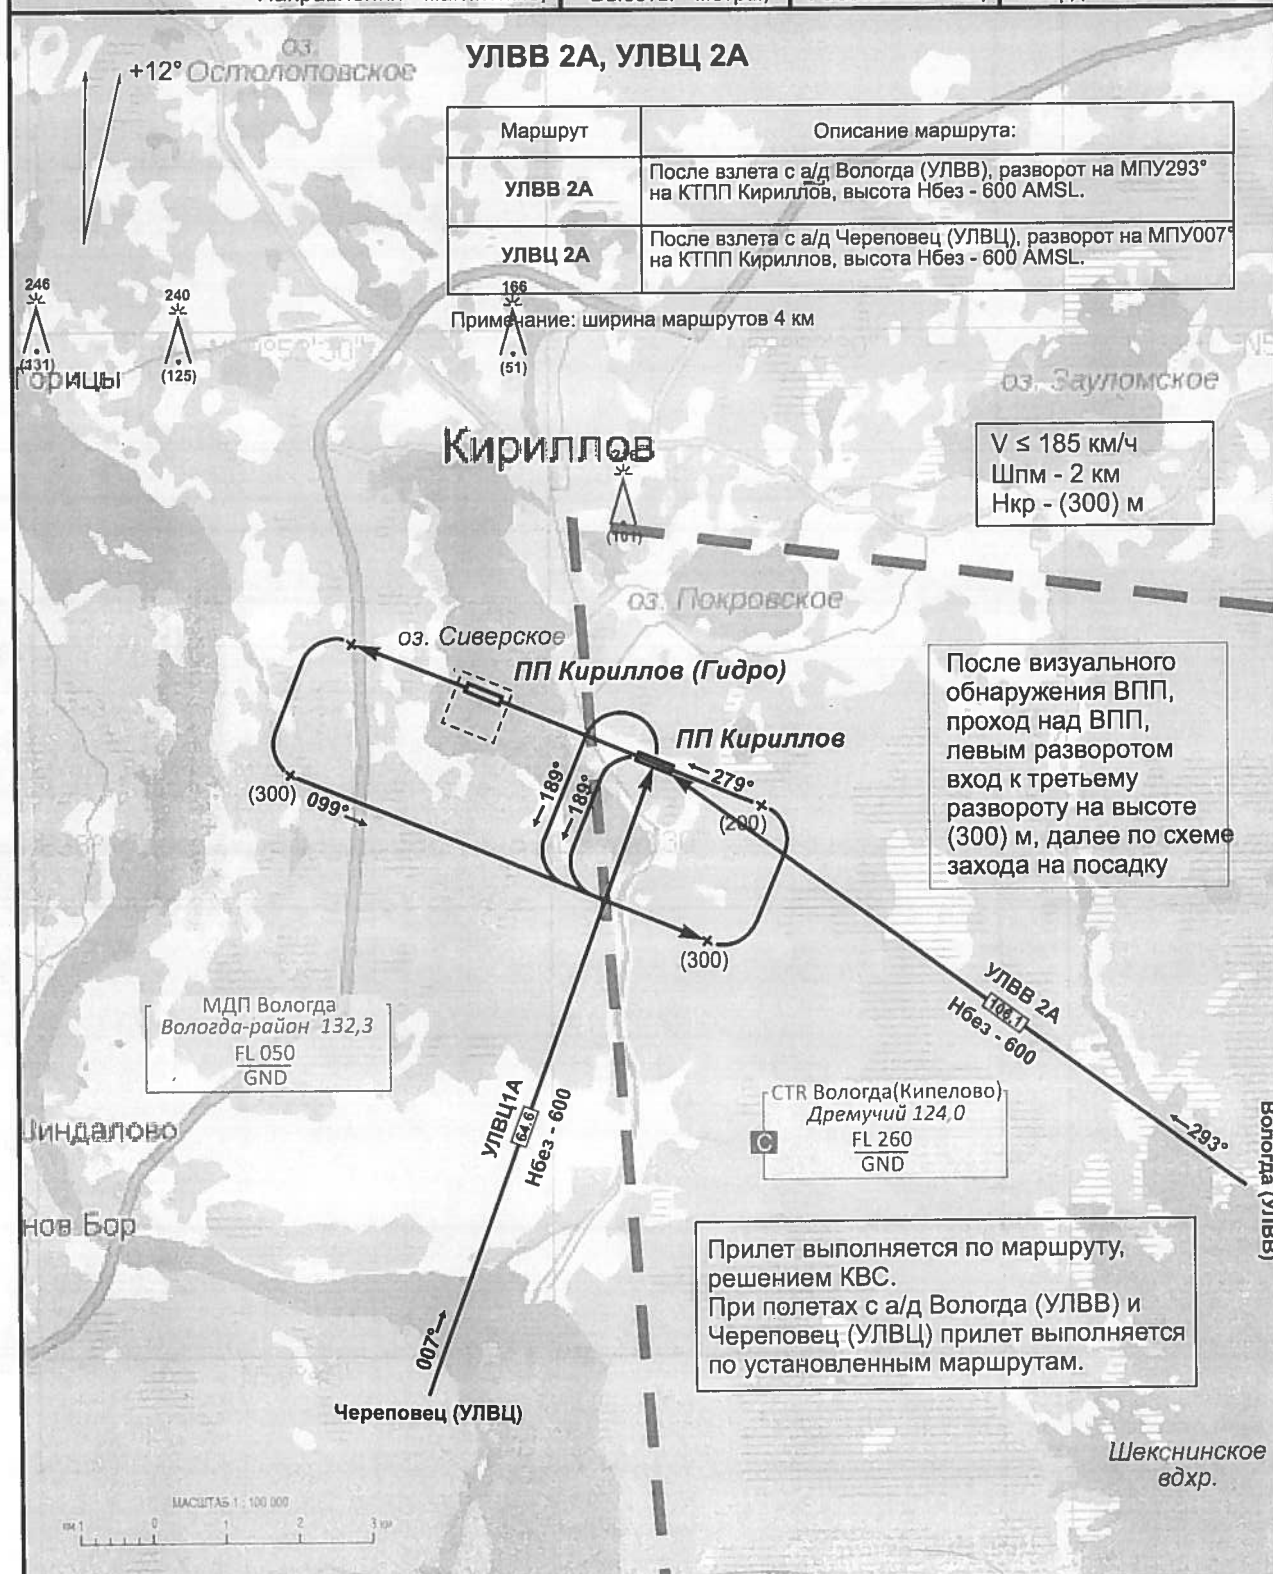 УЛВВ 2А, УЛВЦ 2А
+12°
оз.
Остолоповское
Маршрут
Описание маршрута:
УЛВВ 2А
После взлета с а/д Вологда (УЛВВ), разворот на МПУ293°
на КТПП Кириллов, высота Нбез - 600 AMSL.
УЛВЦ 2А
После взлета с а/д Череповец (УЛВЦ), разворот на МПУ007°
на КТПП Кириллов, высота Нбез - 600 AMSL.
Примечание: ширина маршрутов 4 км
246
(131)
240
(125)
166
(51)
Горицы
оз. Зауломское
Кириллов
(101)
V ≤ 185 км/ч
Шпм - 2 км
Нкр - (300) м
оз. Покровское
оз. Сиверское
ПП Кириллов (Гидро)
ПП Кириллов
После визуального
обнаружения ВПП,
проход над ВПП,
левым разворотом
вход к третьему
развороту на высоте
(300) м, далее по схеме
захода на посадку
279°
(200)
189°
189°
(300)
099°
(300)
МДП Вологда
Вологда-район 132,3
FL 050
GND
УЛВВ 2А
106,1
Нбез - 600
293°
Вологда (УЛВВ)
УЛВЦ1А
64,6
Нбез - 600
CTR Вологда(Кипелово)
Дремучий 124,0
C
FL 260
GND
нов Бор
Прилет выполняется по маршруту,
решением КВС.
При полетах с а/д Вологда (УЛВВ) и
Череповец (УЛВЦ) прилет выполняется
по установленным маршрутам.
007°
Череповец (УЛВЦ)
Шекснинское
вдхр.
МАСШТАБ 1 : 100 000
км 1 0 1 2 3 км